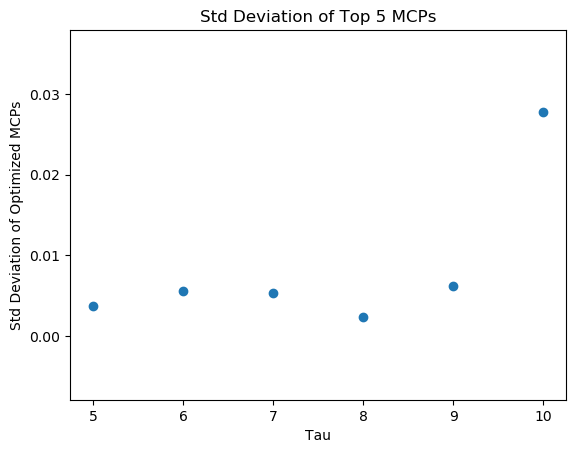 Std Deviation of Top 5 MCPs
Std Deviation of Optimized MCPs
0.03
0.02
0.01
0.00
5 6 7 8 9 10
Tau